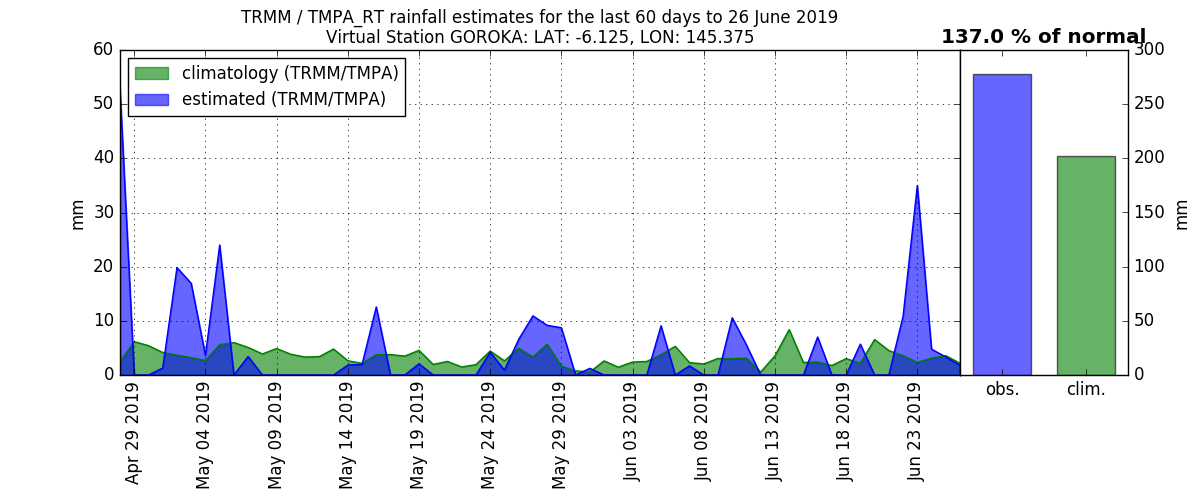 TRMM / TMPA_RT rainfall estimates for the last 60 days to 26 June 2019
Virtual Station GOROKA: LAT: -6.125, LON: 145.375
137.0 % of normal
climatology (TRMM/TMPA)
estimated (TRMM/TMPA)
60
50
40
30
20
10
0
mm
300
250
200
150
100
50
0
mm
Apr 29 2019
May 04 2019
May 09 2019
May 14 2019
May 19 2019
May 24 2019
May 29 2019
Jun 03 2019
Jun 08 2019
Jun 13 2019
Jun 18 2019
Jun 23 2019
obs.
clim.